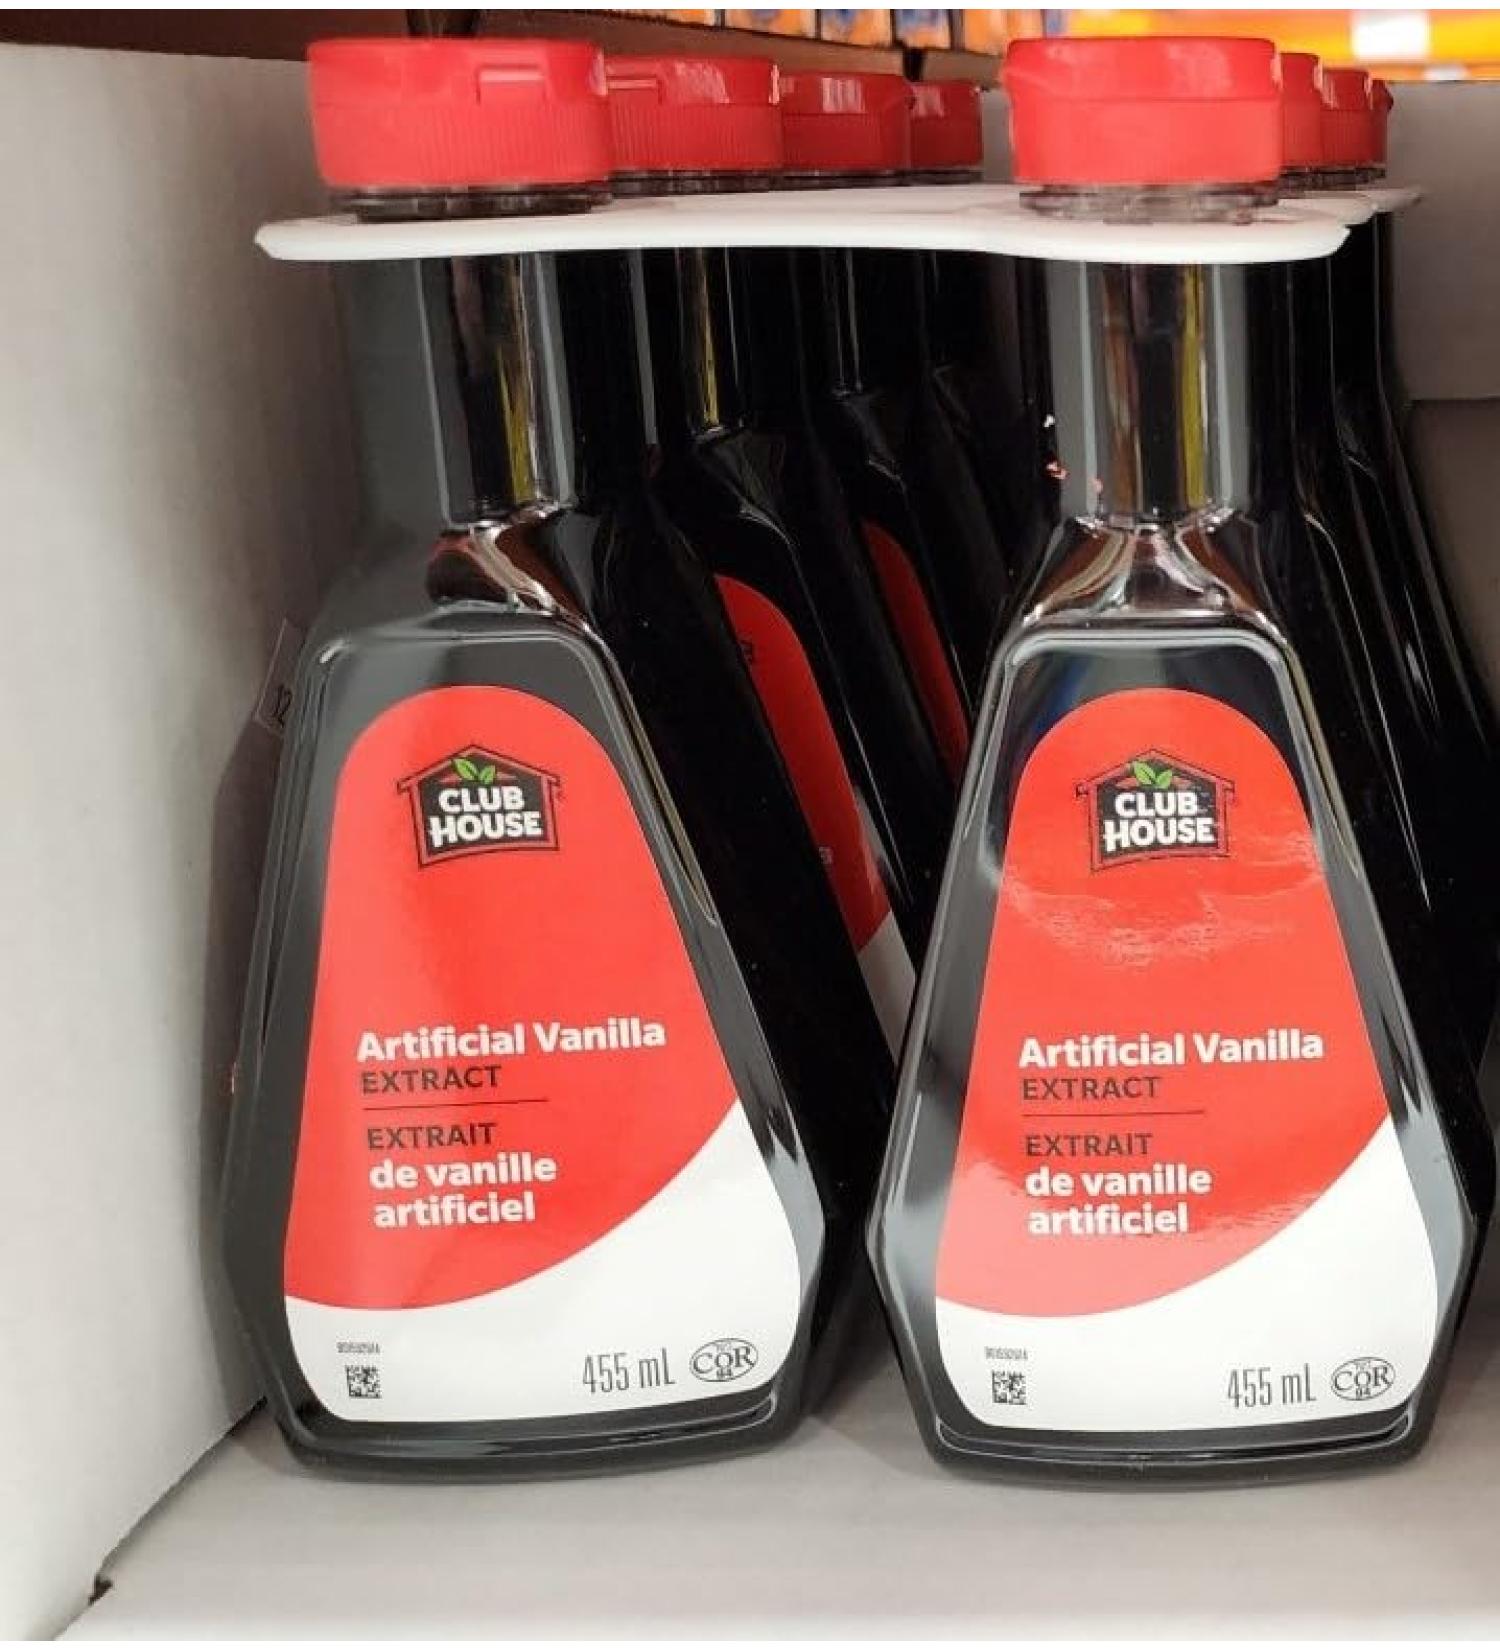 CLUB
HOUSE
Artificial Vanilla
EXTRACT
EXTRAIT
de vanille
artificiel
455 mL
COR
CLUB
HOUSE
Artificial Vanilla
EXTRACT
EXTRAIT
de vanille
artificiel
455 mL
COR